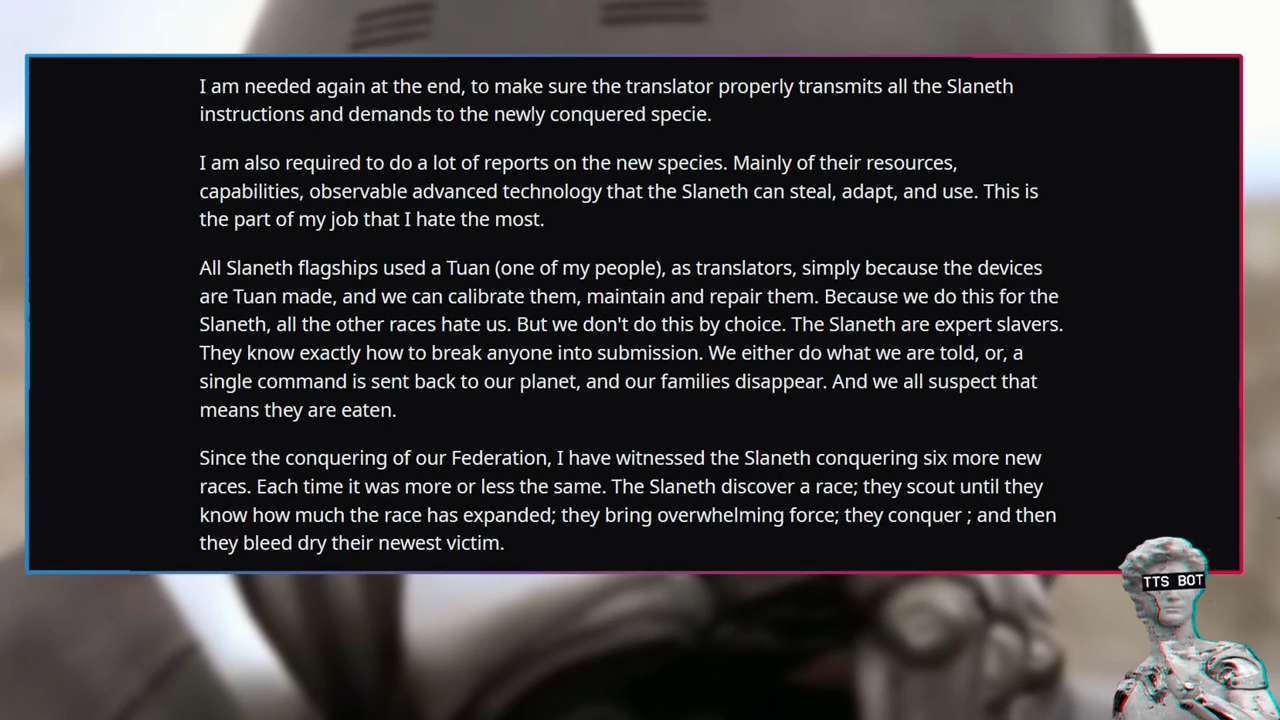 I am needed again at the end, to make sure the translator properly transmits all the Slaneth
instructions and demands to the newly conquered specie.
I am also required to do a lot of reports on the new species. Mainly of their resources,
capabilities, observable advanced technology that the Slaneth can steal, adapt, and use. This is
the part of my job that I hate the most.
All Slaneth flagships used a Tuan (one of my people), as translators, simply because the devices
are Tuan made, and we can calibrate them, maintain and repair them. Because we do this for the
Slaneth, all the other races hate us. But we don't do this by choice. The Slaneth are expert slavers.
They know exactly how to break anyone into submission. We either do what we are told, or, a
single command is sent back to our planet, and our families disappear. And we all suspect that
means they are eaten.
Since the conquering of our Federation, I have witnessed the Slaneth conquering six more new
races. Each time it was more or less the same. The Slaneth discover a race; they scout until they
know how much the race has expanded; they bring overwhelming force; they conquer ; and then
they bleed dry their newest victim.
TTS BOT